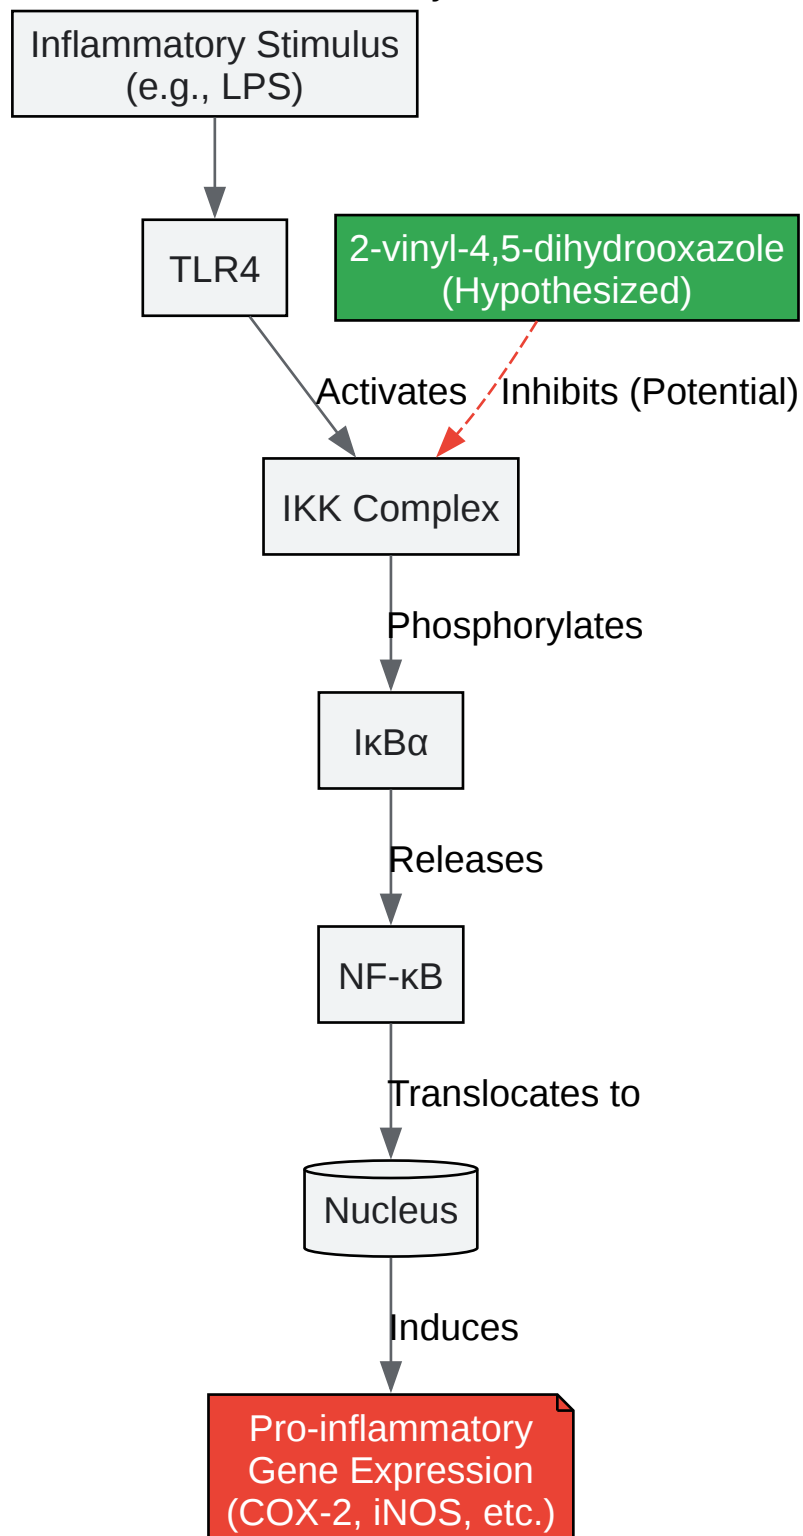 Inflammatory Stimulus
(e.g., LPS)
TLR4
2-vinyl-4,5-dihydrooxazole
(Hypothesized)
Activates
Inhibits (Potential)
IKK Complex
Phosphorylates
IκBα
Releases
NF-κB
Translocates to
Nucleus
Induces
Pro-inflammatory
Gene Expression
(COX-2, iNOS, etc.)